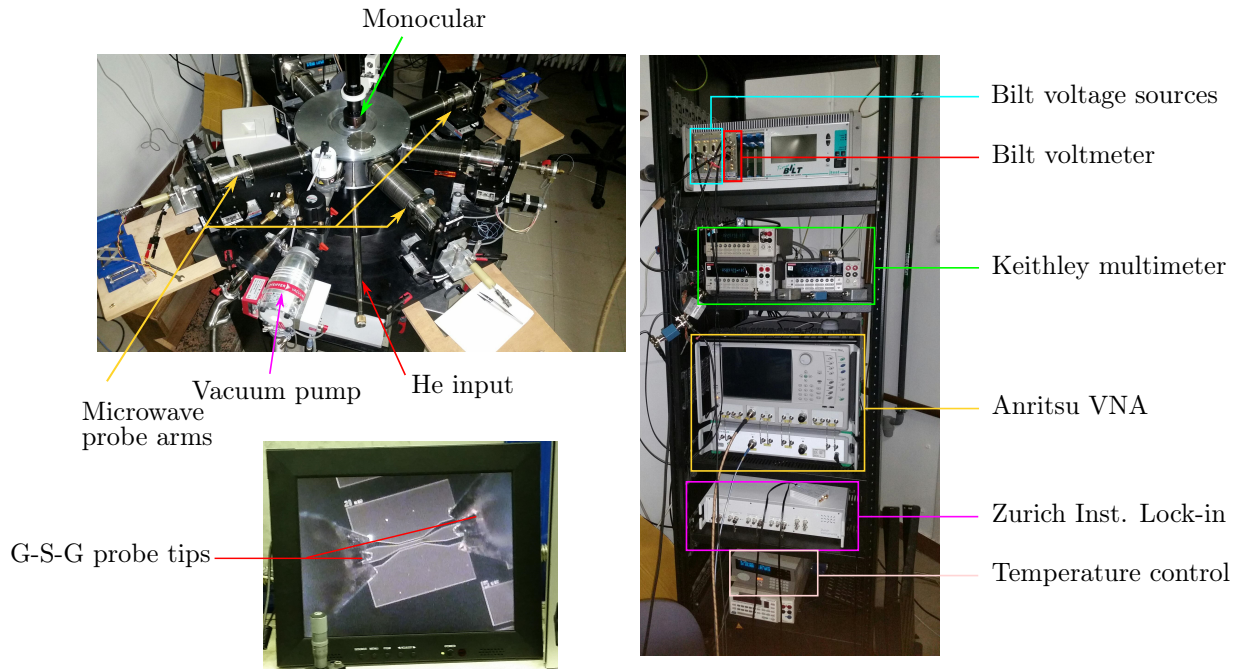 Monocular
Vacuum pump
He input
Microwave
probe arms
G-S-G probe tips
Bilt voltage sources
Bilt voltmeter
BILT
Keithley multimeter
Anritsu VNA
Zurich Inst. Lock-in
Temperature control